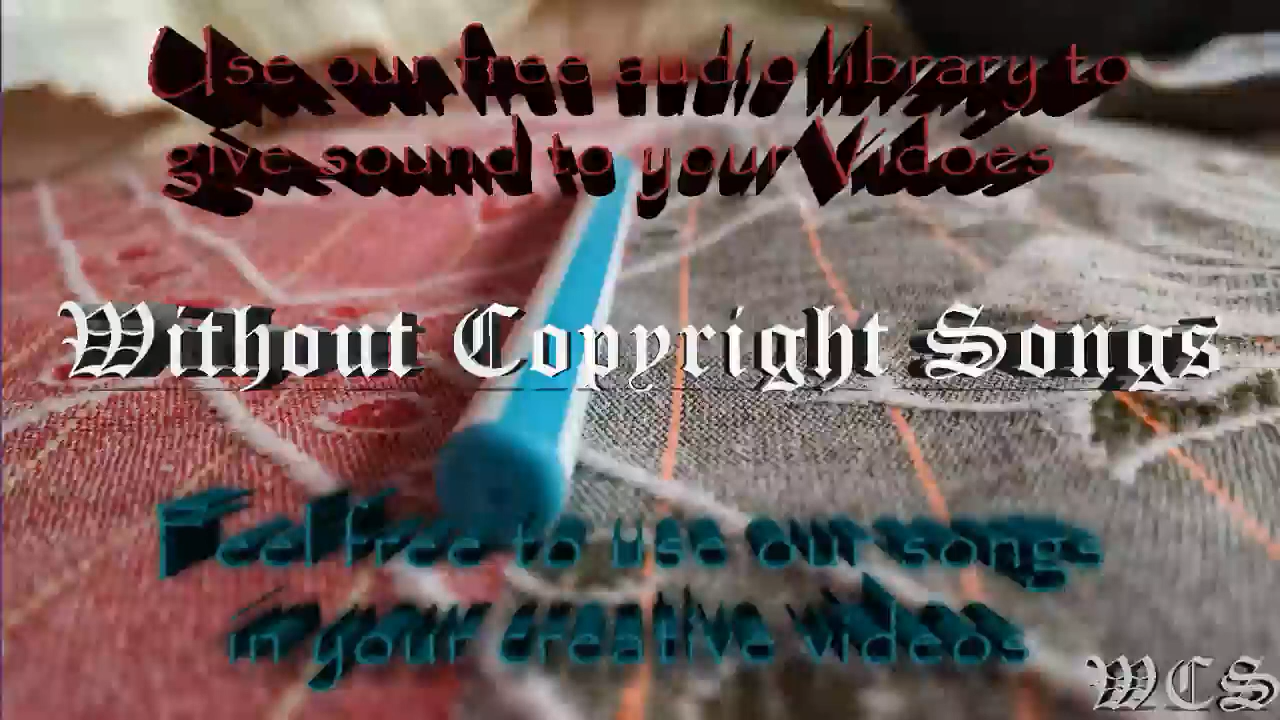 Use our free audio library to
give sound to your Vidoes
Without Copyright Songs
Feel free to use our songs
in your creative videos
WCS